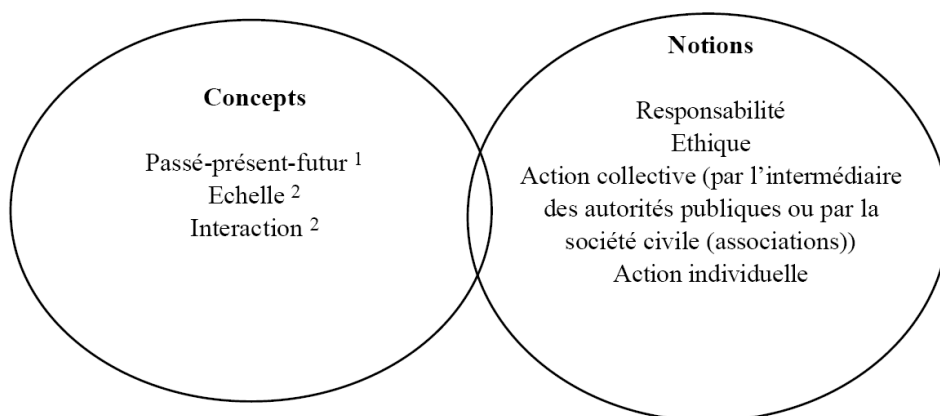 Concepts
Passé-présent-futur ¹
Echelle ²
Interaction ²
Notions
Responsabilité
Ethique
Action collective (par l’intermédiaire
des autorités publiques ou par la
société civile (associations))
Action individuelle